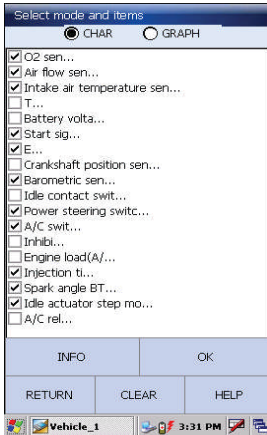 Select mode and items
CHAR GRAPH
O2 sen...
Air flow sen...
Intake air temperature sen...
T...
Battery volta...
Start sig...
E...
Crankshaft position sen...
Barometric sen...
Idle contact swit...
Power steering switc...
A/C swit...
Inhibi...
Engine load(A/...
Injection ti...
Spark angle BT...
Idle actuator step mo...
A/C rel...
INFO OK
RETURN CLEAR HELP
Vehicle_1 3:31 PM